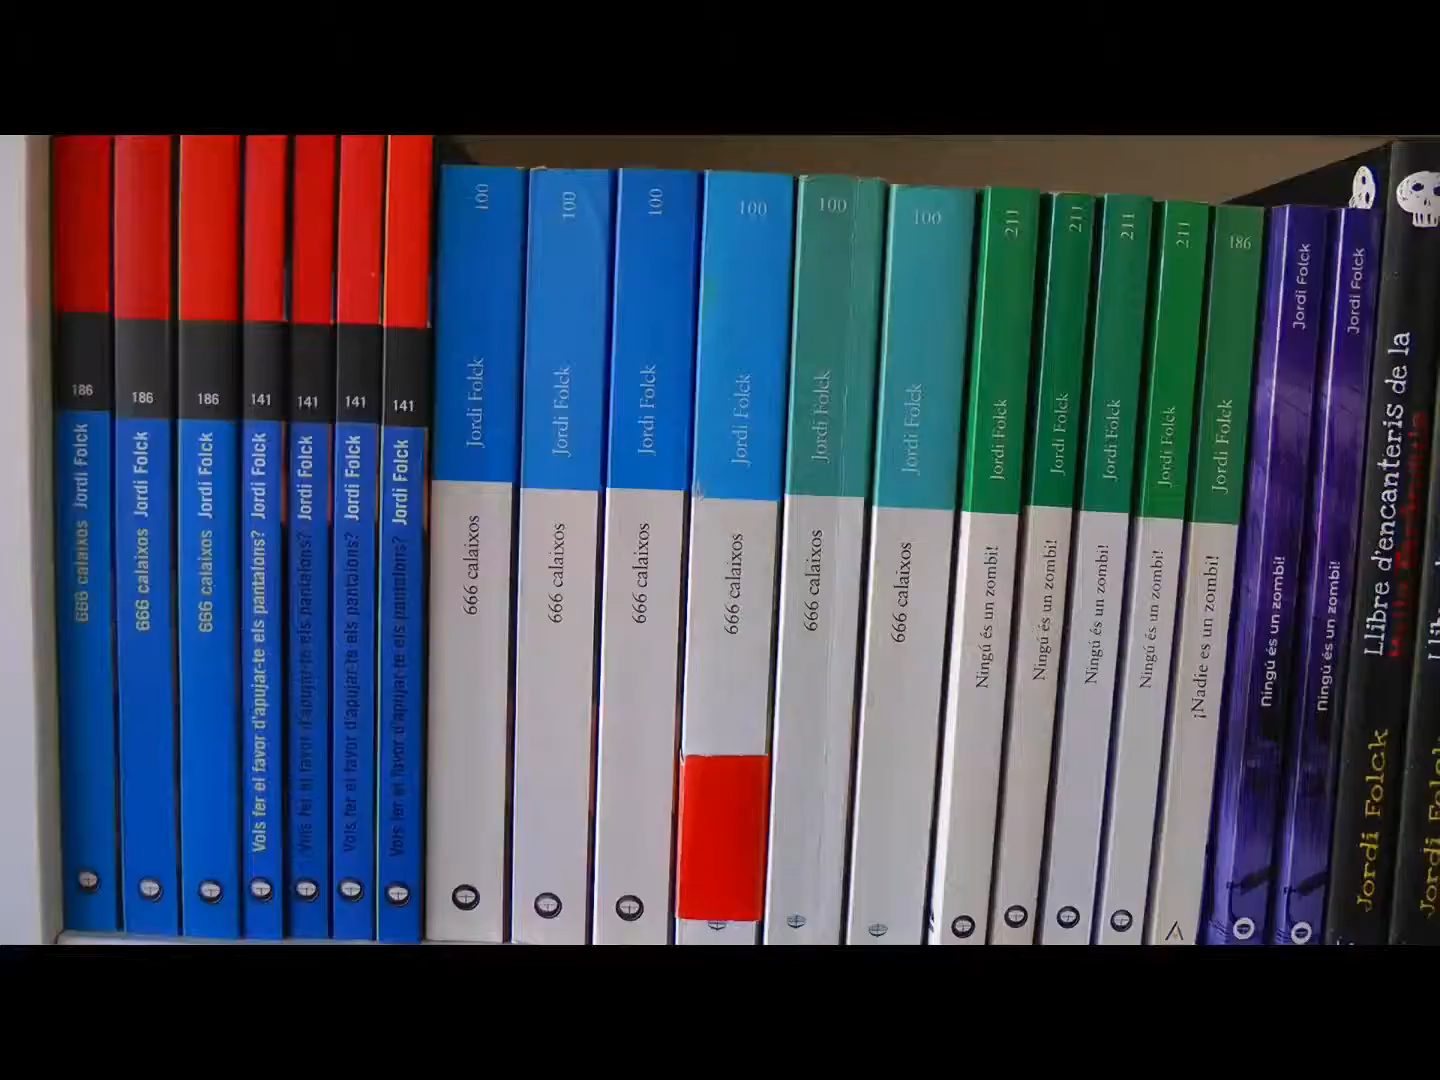 186 Jordi Folck 666 calaixos
186 Jordi Folck 666 calaixos
186 Jordi Folck 666 calaixos
141 Jordi Folck Vols fer el favor d'apujar-te els pantalons?
141 Jordi Folck Vols fer el favor d'apujar-te els pantalons?
141 Jordi Folck Vols fer el favor d'apujar-te els pantalons?
141 Jordi Folck Vols fer el favor d'apujar-te els pantalons?
100 Jordi Folck 666 calaixos
100 Jordi Folck 666 calaixos
100 Jordi Folck 666 calaixos
100 Jordi Folck 666 calaixos
100 Jordi Folck 666 calaixos
100 Jordi Folck 666 calaixos
211 Jordi Folck Ningú és un zombi!
211 Jordi Folck Ningú és un zombi!
211 Jordi Folck Ningú és un zombi!
211 Jordi Folck Ningú és un zombi!
186 Jordi Folck ¡Nadie es un zombi!
Jordi Folck Ningú és un zombi!
Jordi Folck Ningú és un zombi!
Jordi Folck Llibre d'encanteris de la
Jordi Folck